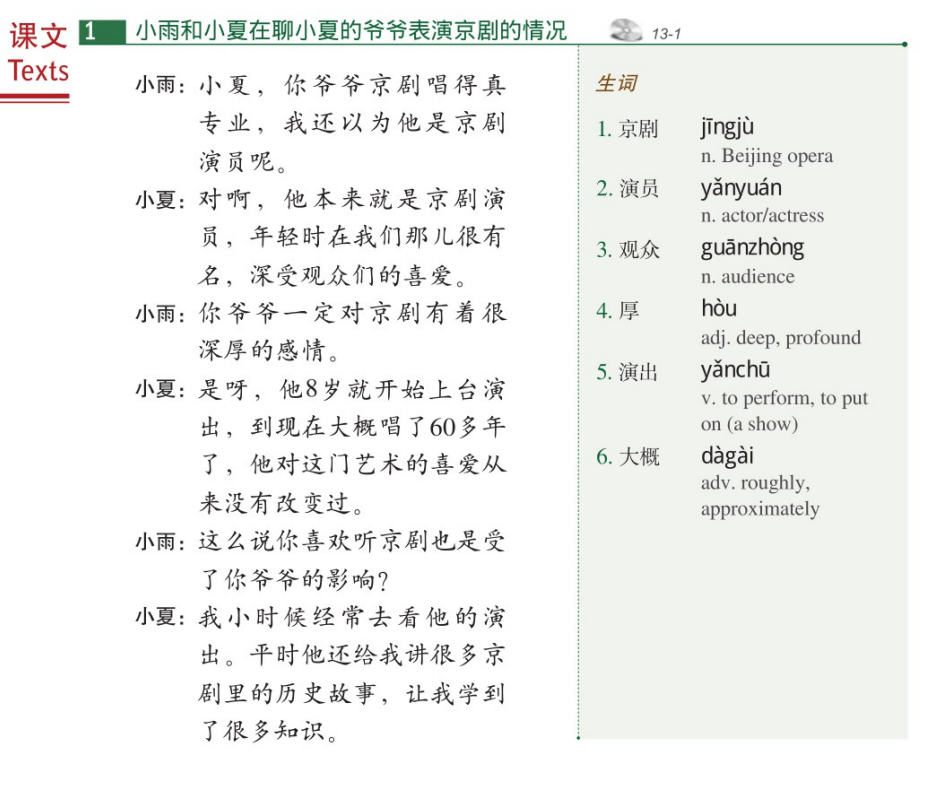 课文 1 小雨和小夏在聊小夏的爷爷表演京剧的情况 13-1
Texts
小雨：小夏，你爷爷京剧唱得真
专业，我还以为他是京剧
演员呢。
小夏：对啊，他本来就是京剧演
员，年轻时在我们那儿很有
名，深受观众们的喜爱。
小雨：你爷爷一定对京剧有着很
深厚的感情。
小夏：是呀，他8岁就开始上台演
出，到现在大概唱了60多年
了，他对这门艺术的喜爱从
来没有改变过。
小雨：这么说你喜欢听京剧也是受
了你爷爷的影响？
小夏：我小时候经常去看他的演
出。平时他还给我讲很多京
剧里的历史故事，让我学到
了很多知识。
生词
1. 京剧 jīngjù
n. Beijing opera
2. 演员 yǎnyuán
n. actor/actress
3. 观众 guānzhòng
n. audience
4. 厚 hòu
adj. deep, profound
5. 演出 yǎnchū
v. to perform, to put
on (a show)
6. 大概 dàgài
adv. roughly,
approximately